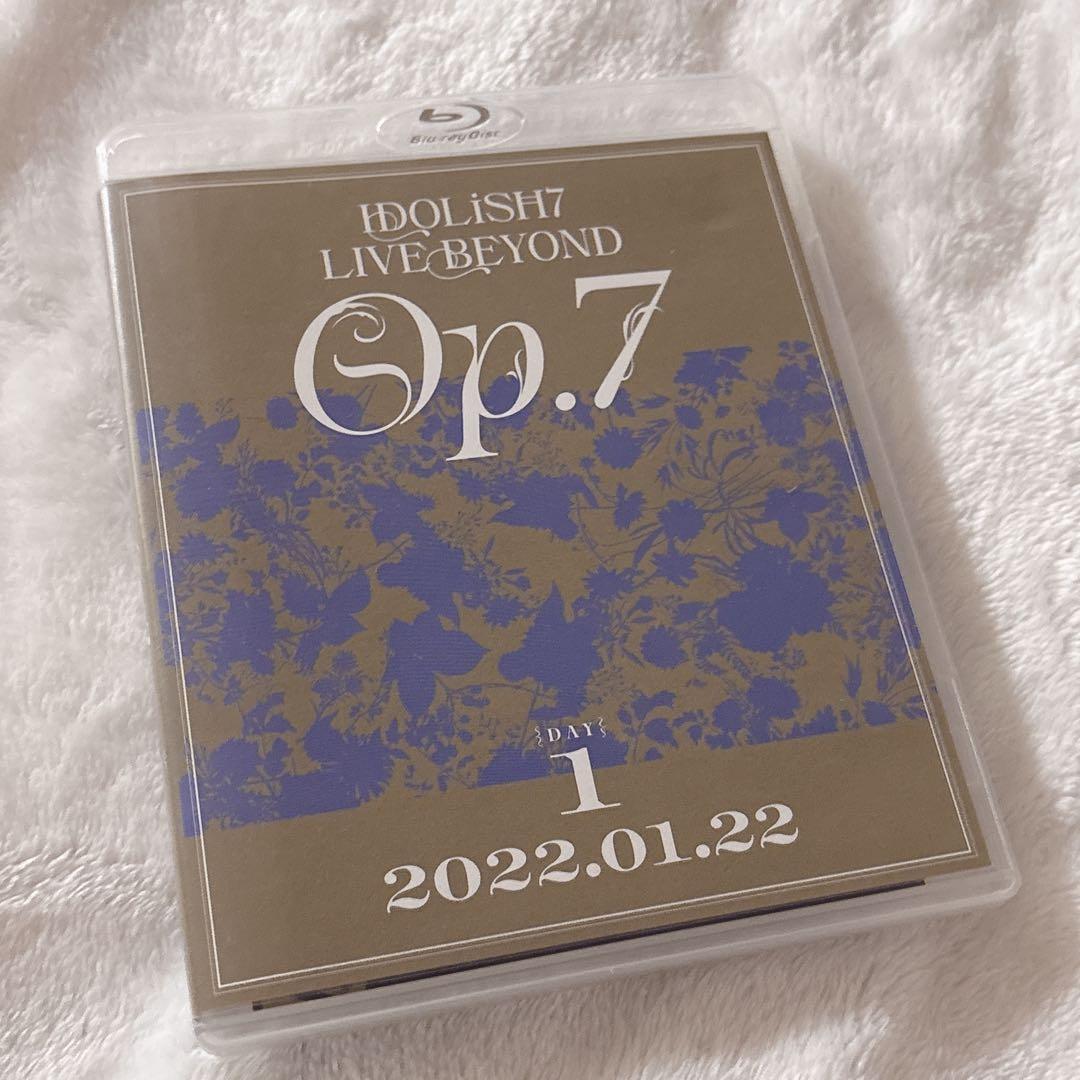 Blu-ray Disc
IDOLiSH7
LIVE BEYOND
Op.7
DAY
1
2022.01.22